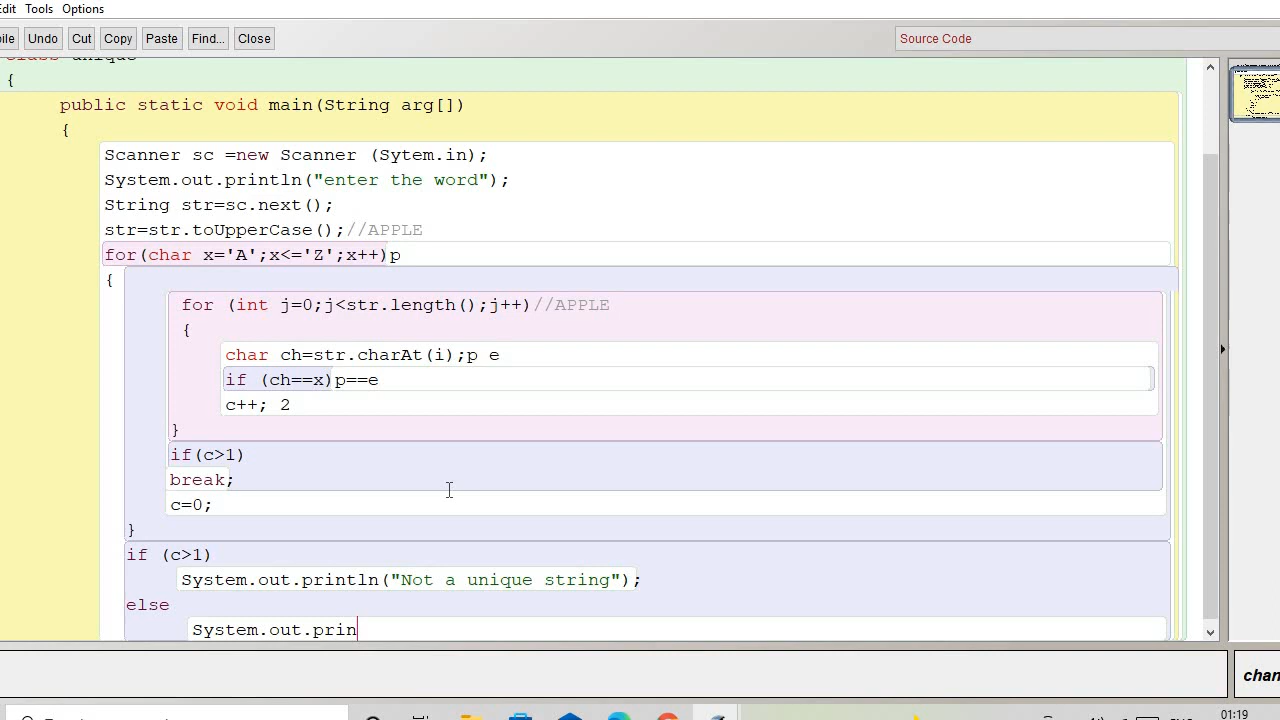 Edit Tools Options
Undo Cut Copy Paste Find... Close Source Code
class unique
{
public static void main(String arg[])
{
Scanner sc =new Scanner (Sytem.in);
System.out.println("enter the word");
String str=sc.next();
str=str.toUpperCase();//APPLE
for(char x='A';x<='Z';x++)p
{
for (int j=0;j<str.length();j++)//APPLE
{
char ch=str.charAt(i);p e
if (ch==x)p==e
c++; 2
}
if(c>1)
break;
c=0;
}
if (c>1)
System.out.println("Not a unique string");
else
System.out.prin
chan
01:19